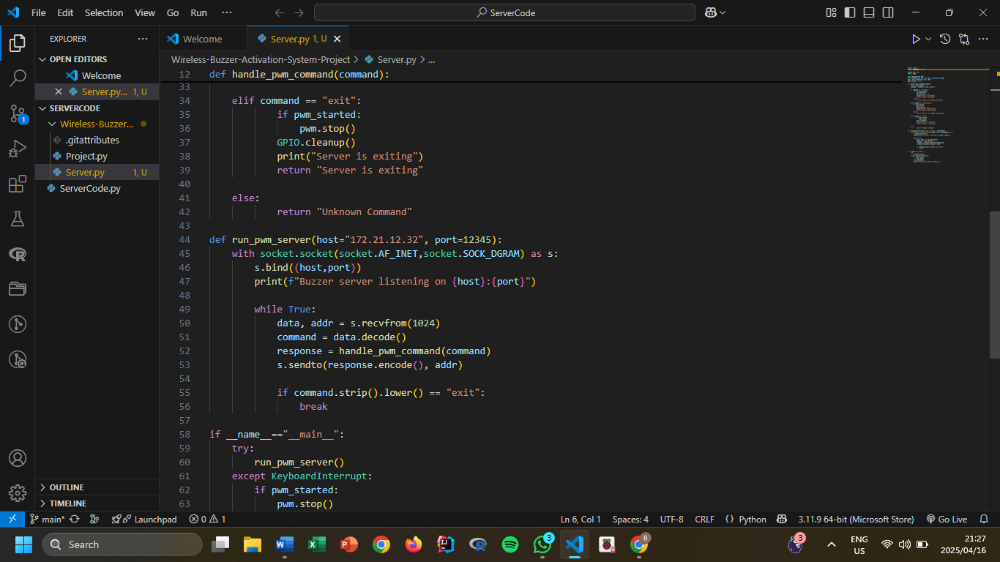 File Edit Selection View Go Run ···
ServerCode
EXPLORER ···
OPEN EDITORS
Welcome
Server.py... 1, U
SERVERCODE
Wireless-Buzzer...
.gitattributes
Project.py
Server.py 1, U
ServerCode.py
OUTLINE
TIMELINE
Welcome
Server.py 1, U
Wireless-Buzzer-Activation-System-Project > Server.py > ...
12 def handle_pwm_command(command):
33
34 elif command == "exit":
35 if pwm_started:
36 pwm.stop()
37 GPIO.cleanup()
38 print("Server is exiting")
39 return "Server is exiting"
40
41 else:
42 return "Unknown Command"
43
44 def run_pwm_server(host="172.21.12.32", port=12345):
45 with socket.socket(socket.AF_INET,socket.SOCK_DGRAM) as s:
46 s.bind((host,port))
47 print(f"Buzzer server listening on {host}:{port}")
48
49 while True:
50 data, addr = s.recvfrom(1024)
51 command = data.decode()
52 response = handle_pwm_command(command)
53 s.sendto(response.encode(), addr)
54
55 if command.strip().lower() == "exit":
56 break
57
58 if __name__=="__main__":
59 try:
60 run_pwm_server()
61 except KeyboardInterrupt:
62 if pwm_started:
63 pwm.stop()
1
main* Launchpad 0 1 Ln 6, Col 1 Spaces: 4 UTF-8 CRLF {} Python 3.11.9 64-bit (Microsoft Store) Go Live
Search
3
B
3
ENG
US
21:27
2025/04/16